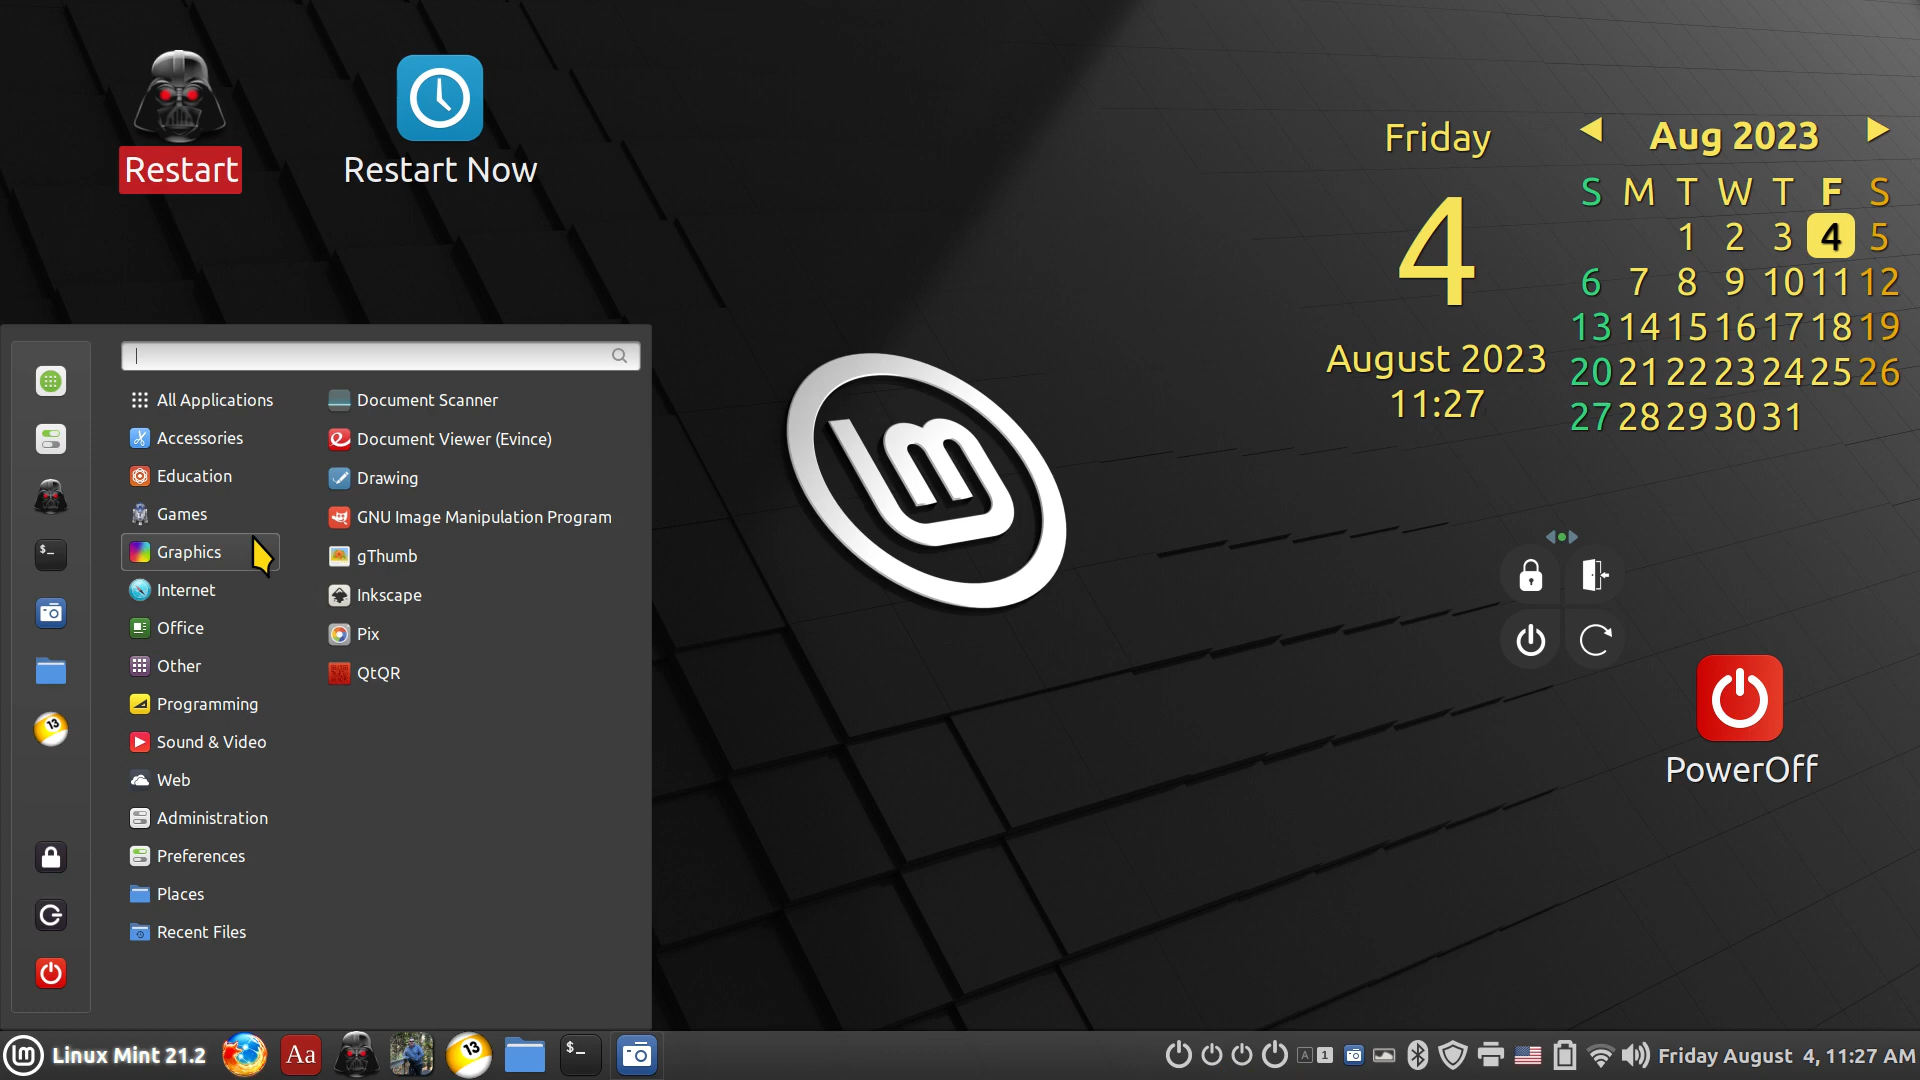 Restart
Restart Now
Friday
4
August 2023
11:27
Aug 2023
S M T W T F S
1 2 3 4 5
6 7 8 9 10 11 12
13 14 15 16 17 18 19
20 21 22 23 24 25 26
27 28 29 30 31
All Applications
Accessories
Education
Games
Graphics
Internet
Office
Other
Programming
Sound & Video
Web
Administration
Preferences
Places
Recent Files
Document Scanner
Document Viewer (Evince)
Drawing
GNU Image Manipulation Program
gThumb
Inkscape
Pix
QtQR
13
PowerOff
Linux Mint 21.2
Aa
13
A 1
Friday August  4, 11:27 AM